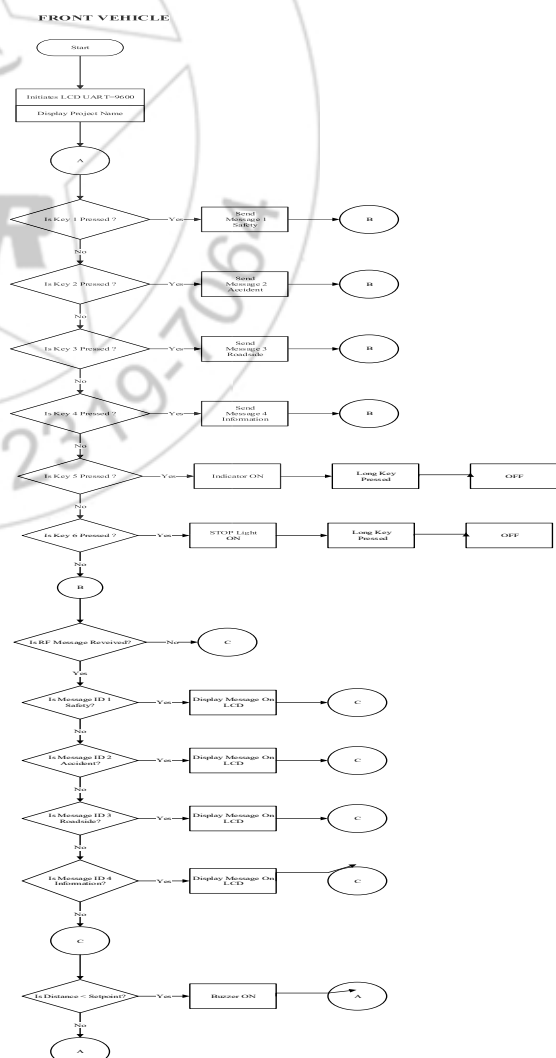 FRONT VEHICLE
Start
Initiates LCD UART=9600
Display Project Name
A
Is Key 1 Pressed ?
Yes
Send
Message 1
Safety
B
No
Is Key 2 Pressed ?
Yes
Send
Message 2
Accident
B
No
Is Key 3 Pressed ?
Yes
Send
Message 3
Roadside
B
No
Is Key 4 Pressed ?
Yes
Send
Message 4
Information
B
No
Is Key 5 Pressed ?
Yes
Indicator ON
Long Key
Pressed
OFF
No
Is Key 6 Pressed ?
Yes
STOP Light
ON
Long Key
Pressed
OFF
No
B
Is RF Message Reveived?
No
C
Yes
Is Message ID 1
Safety?
Yes
Display Message On
LCD
C
No
Is Message ID 2
Accident?
Yes
Display Message On
LCD
C
No
Is Message ID 3
Roadside?
Yes
Display Message On
LCD
C
No
Is Message ID 4
Information?
Yes
Display Message On
LCD
C
No
C
Is Distance < Setpoint?
Yes
Buzzer ON
A
No
A
R
2319-7064